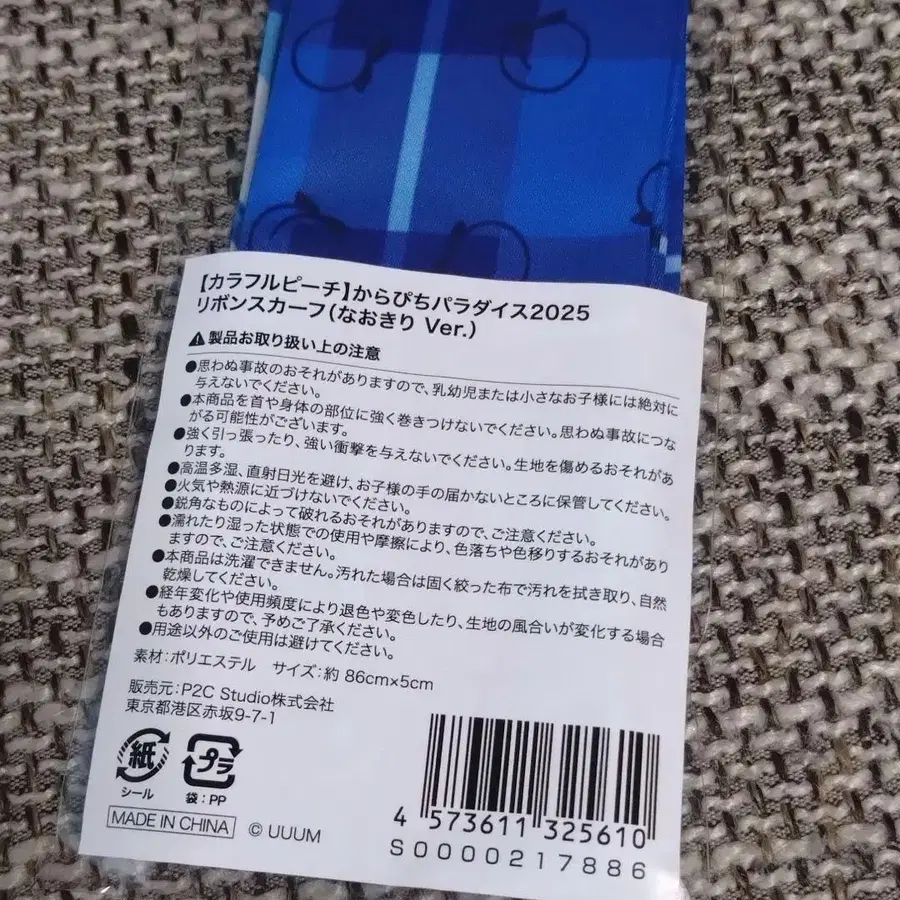 【カラフルピーチ】からぴちパラダイス2025
リボンスカーフ(なおきり Ver.)
製品お取り扱い上の注意
●思わぬ事故のおそれがありますので、乳幼児または小さなお子様には絶対に
与えないでください。
●本商品を首や身体の部位に強く巻きつけないでください。思わぬ事故につな
がる可能性がございます。
●強く引っ張ったり、強い衝撃を与えないでください。生地を傷めるおそれがあ
ります。
●高温多湿、直射日光を避け、お子様の手の届かないところに保管してください。
●火気や熱源に近づけないでください。
●鋭角なものによって破れるおそれがありますので、ご注意ください。
●濡れたり湿った状態での使用や摩擦により、色落ちや色移りするおそれがあり
ますので、ご注意ください。
●本商品は洗濯できません。汚れた場合は固く絞った布で汚れを拭き取り、自然
乾燥してください。
●経年変化や使用頻度により退色や変色したり、生地の風合いが変化する場合
もありますので、予めご了承ください。
●用途以外のご使用は避けてください。
素材:ポリエステル サイズ:約 86cm×5cm
販売元:P2C Studio株式会社
東京都港区赤坂9-7-1
紙 プラ
シール 袋:PP
MADE IN CHINA © UUUM
4 573611 325610
S0000217886